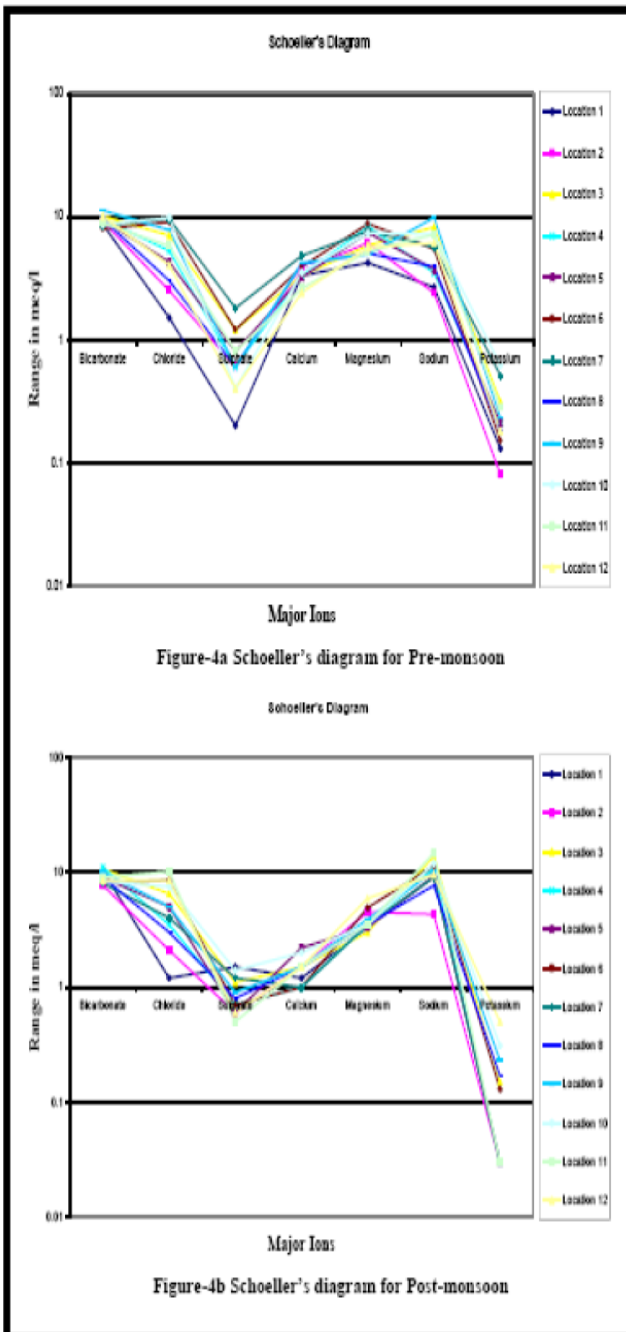 Schoeller's Diagram
100
10
1
0.1
0.01
Range in meq/l
Bicarbonate Chloride Sulphate Calcium Magnesium Sodium Potassium
Location 1
Location 2
Location 3
Location 4
Location 5
Location 6
Location 7
Location 8
Location 9
Location 10
Location 11
Location 12
Major Ions
Figure-4a Schoeller's diagram for Pre-monsoon
Schoeller's Diagram
100
10
1
0.1
0.01
Range in meq/l
Bicarbonate Chloride Sulphate Calcium Magnesium Sodium Potassium
Location 1
Location 2
Location 3
Location 4
Location 5
Location 6
Location 7
Location 8
Location 9
Location 10
Location 11
Location 12
Major Ions
Figure-4b Schoeller's diagram for Post-monsoon